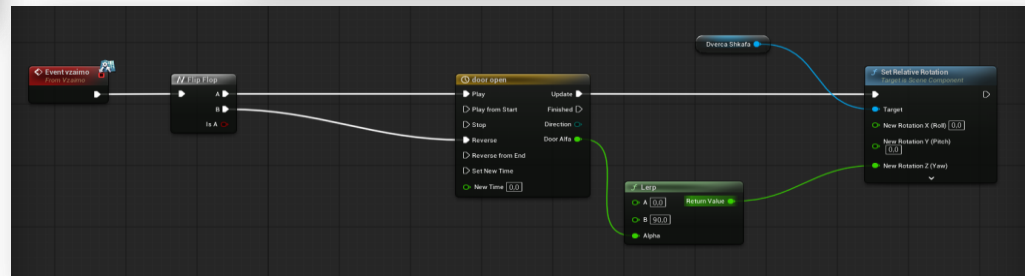 Event vzaimo
From Vzaimo
Flip Flop
A
B
Is A
door open
Play
Play from Start
Stop
Reverse
Reverse from End
Set New Time
New Time 0.0
Update
Finished
Direction
Door Alfa
Lerp
A 0.0
B 90.0
Alpha
Return Value
Dverca Shkafa
Set Relative Rotation
Target is Scene Component
Target
New Rotation X (Roll) 0.0
New Rotation Y (Pitch)
0.0
New Rotation Z (Yaw)